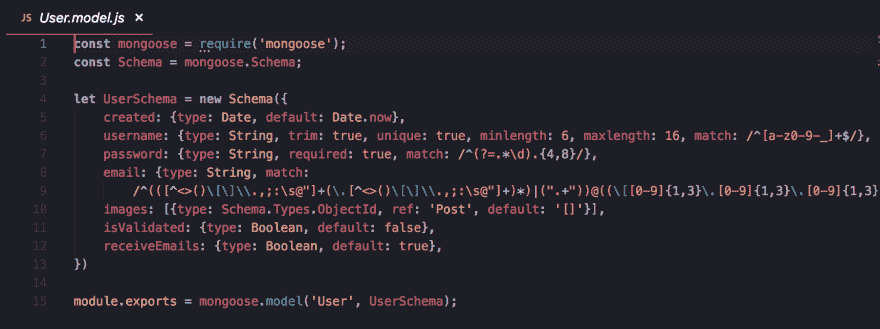 JS User.model.js ×
1 const mongoose = require('mongoose');
2 const Schema = mongoose.Schema;
3
4 let UserSchema = new Schema({
5 created: {type: Date, default: Date.now},
6 username: {type: String, trim: true, unique: true, minlength: 6, maxlength: 16, match: /^[a-z0-9-_]+$/},
7 password: {type: String, required: true, match: /^(?=.*\d).{4,8}/},
8 email: {type: String, match:
9 /^(([^<>()\[\]\\.,;:\s@"]+(\.[^<>()\[\]\\.,;:\s@"]+)*)|(".+"))@((\[[0-9]{1,3}\.[0-9]{1,3}\.[0-9]{1,3}
10 images: [{type: Schema.Types.ObjectId, ref: 'Post', default: '[]'}],
11 isValidated: {type: Boolean, default: false},
12 receiveEmails: {type: Boolean, default: true},
13 })
14
15 module.exports = mongoose.model('User', UserSchema);